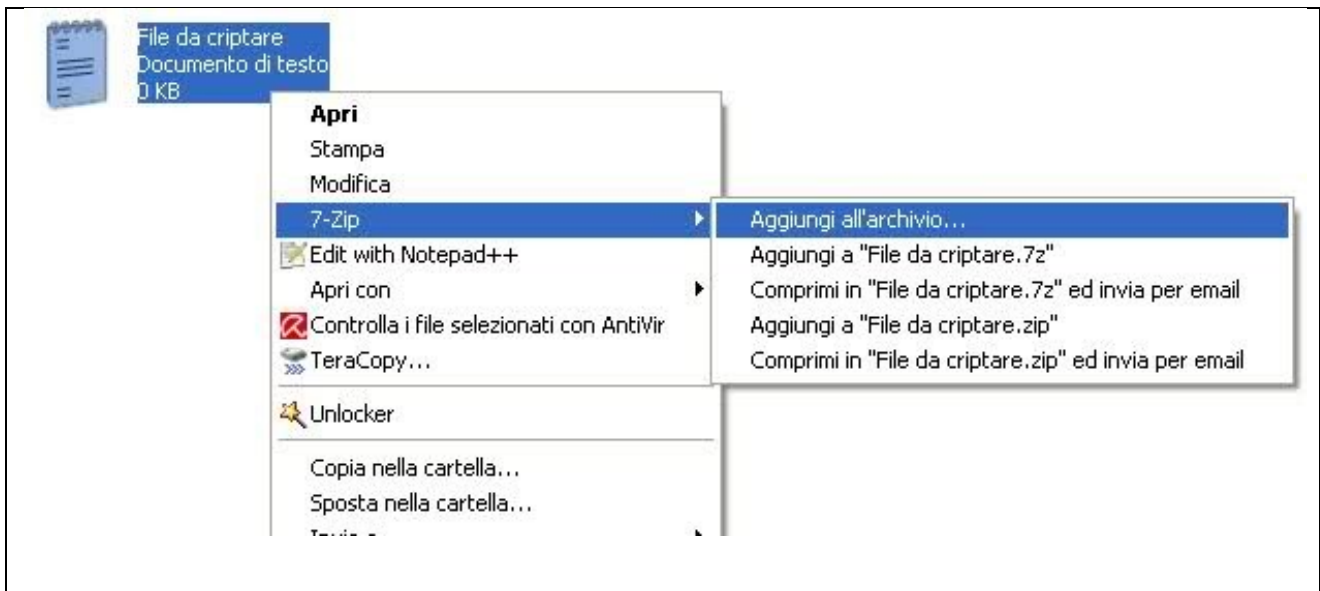 File da criptare
Documento di testo
0 KB
Apri
Stampa
Modifica
7-Zip
Edit with Notepad++
Apri con
Controlla i file selezionati con AntiVir
TeraCopy...
Unlocker
Copia nella cartella...
Sposta nella cartella...
Aggiungi all'archivio...
Aggiungi a "File da criptare.7z"
Comprimi in "File da criptare.7z" ed invia per email
Aggiungi a "File da criptare.zip"
Comprimi in "File da criptare.zip" ed invia per email